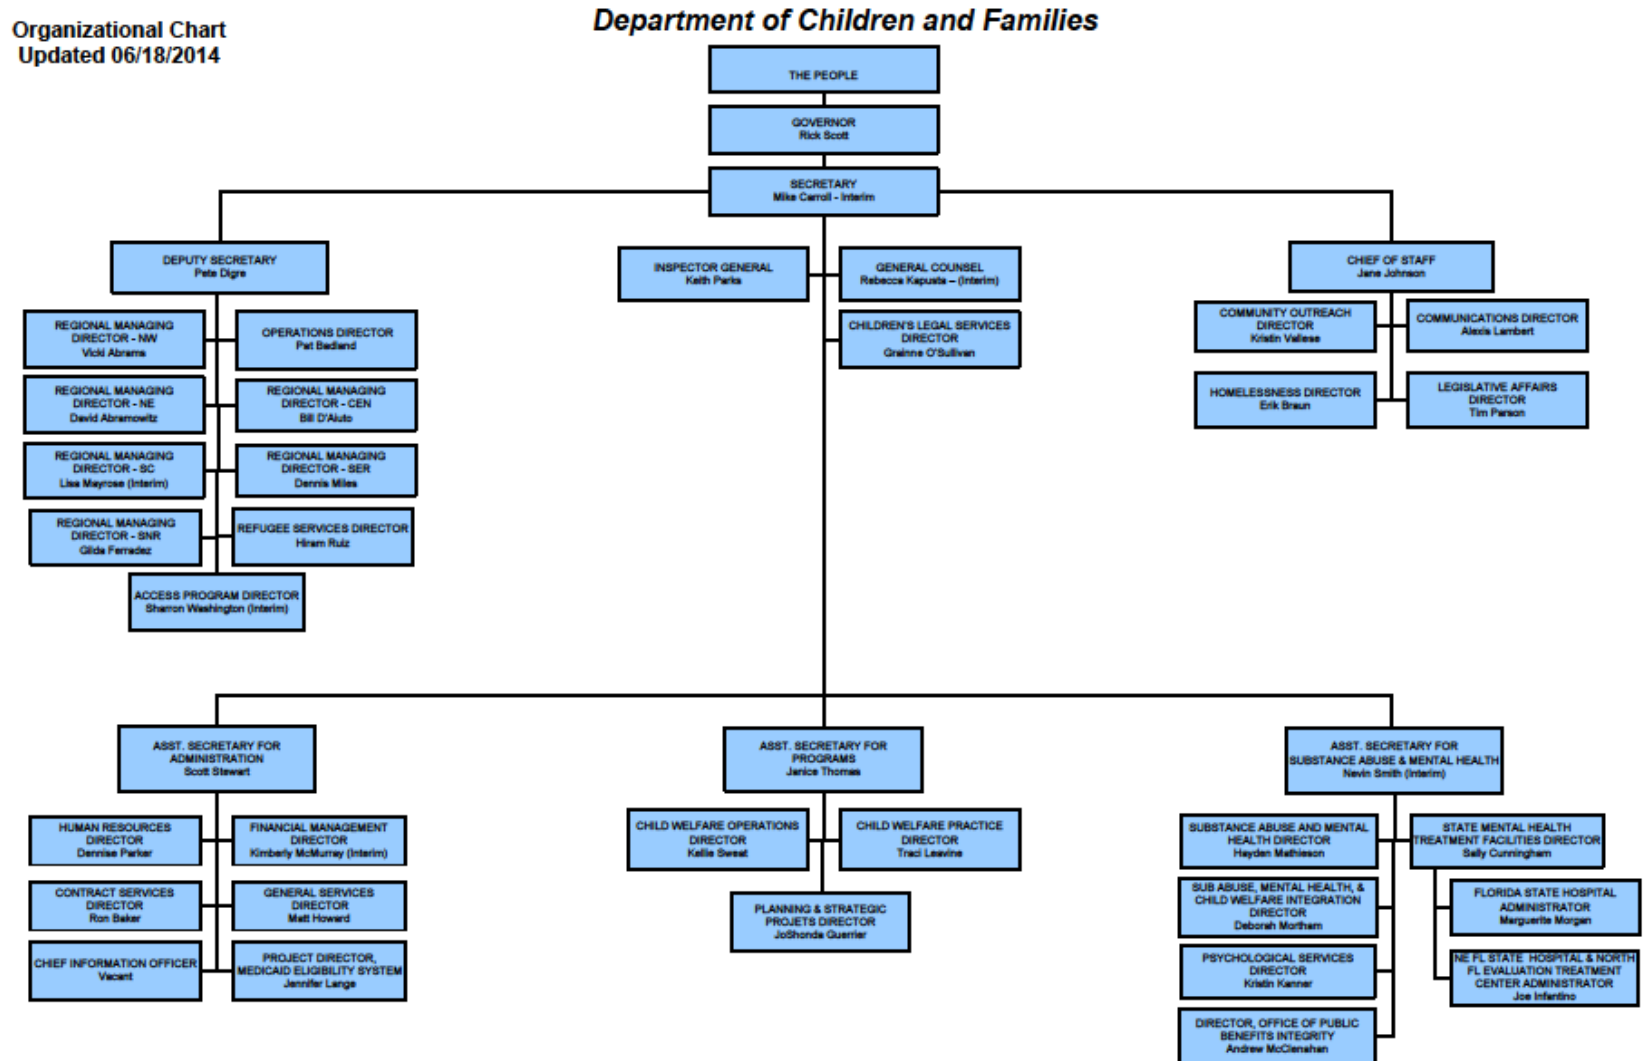 Organizational Chart
Updated 06/18/2014
Department of Children and Families
THE PEOPLE
GOVERNOR
Rick Scott
SECRETARY
Mike Carroll - Interim
DEPUTY SECRETARY
Pete Digre
INSPECTOR GENERAL
Keith Parks
GENERAL COUNSEL
Rebecca Kapusta – (Interim)
CHILDREN'S LEGAL SERVICES
DIRECTOR
Grainne O'Sullivan
CHIEF OF STAFF
Jane Johnson
COMMUNITY OUTREACH
DIRECTOR
Kristin Vallese
COMMUNICATIONS DIRECTOR
Alexis Lambert
HOMELESSNESS DIRECTOR
Erik Braun
LEGISLATIVE AFFAIRS
DIRECTOR
Tim Parson
REGIONAL MANAGING
DIRECTOR - NW
Vicki Abrams
OPERATIONS DIRECTOR
Pat Badland
REGIONAL MANAGING
DIRECTOR - NE
David Abramowitz
REGIONAL MANAGING
DIRECTOR - CEN
Bill D'Aiuto
REGIONAL MANAGING
DIRECTOR - SC
Lisa Mayrose (Interim)
REGIONAL MANAGING
DIRECTOR - SER
Dennis Miles
REGIONAL MANAGING
DIRECTOR - SNR
Gilda Ferradez
REFUGEE SERVICES DIRECTOR
Hiram Ruiz
ACCESS PROGRAM DIRECTOR
Sharron Washington (Interim)
ASST. SECRETARY FOR
ADMINISTRATION
Scott Stewart
HUMAN RESOURCES
DIRECTOR
Dennise Parker
FINANCIAL MANAGEMENT
DIRECTOR
Kimberly McMurray (Interim)
CONTRACT SERVICES
DIRECTOR
Ron Baker
GENERAL SERVICES
DIRECTOR
Matt Howard
CHIEF INFORMATION OFFICER
Vacant
PROJECT DIRECTOR,
MEDICAID ELIGIBILITY SYSTEM
Jennifer Lange
ASST. SECRETARY FOR
PROGRAMS
Janice Thomas
CHILD WELFARE OPERATIONS
DIRECTOR
Kellie Sweat
CHILD WELFARE PRACTICE
DIRECTOR
Traci Leavine
PLANNING & STRATEGIC
PROJETS DIRECTOR
JoShonda Guerrier
ASST. SECRETARY FOR
SUBSTANCE ABUSE & MENTAL HEALTH
Nevin Smith (Interim)
SUBSTANCE ABUSE AND MENTAL
HEALTH DIRECTOR
Hayden Mathieson
STATE MENTAL HEALTH
TREATMENT FACILITIES DIRECTOR
Sally Cunningham
SUB ABUSE, MENTAL HEALTH, &
CHILD WELFARE INTEGRATION
DIRECTOR
Deborah Mortham
FLORIDA STATE HOSPITAL
ADMINISTRATOR
Marguerite Morgan
PSYCHOLOGICAL SERVICES
DIRECTOR
Kristin Kanner
NE FL STATE HOSPITAL & NORTH
FL EVALUATION TREATMENT
CENTER ADMINISTRATOR
Joe Infantino
DIRECTOR, OFFICE OF PUBLIC
BENEFITS INTEGRITY
Andrew McClenahan